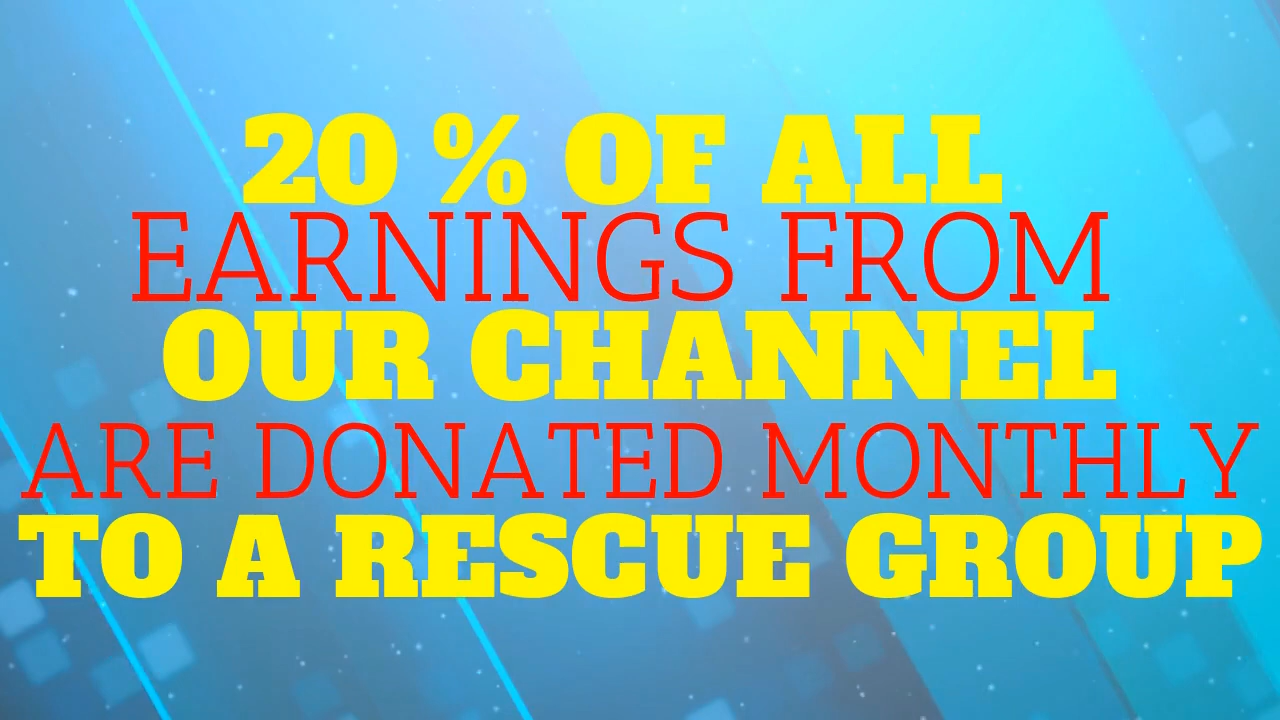 20 % OF ALL
EARNINGS FROM
OUR CHANNEL
ARE DONATED MONTHLY
TO A RESCUE GROUP